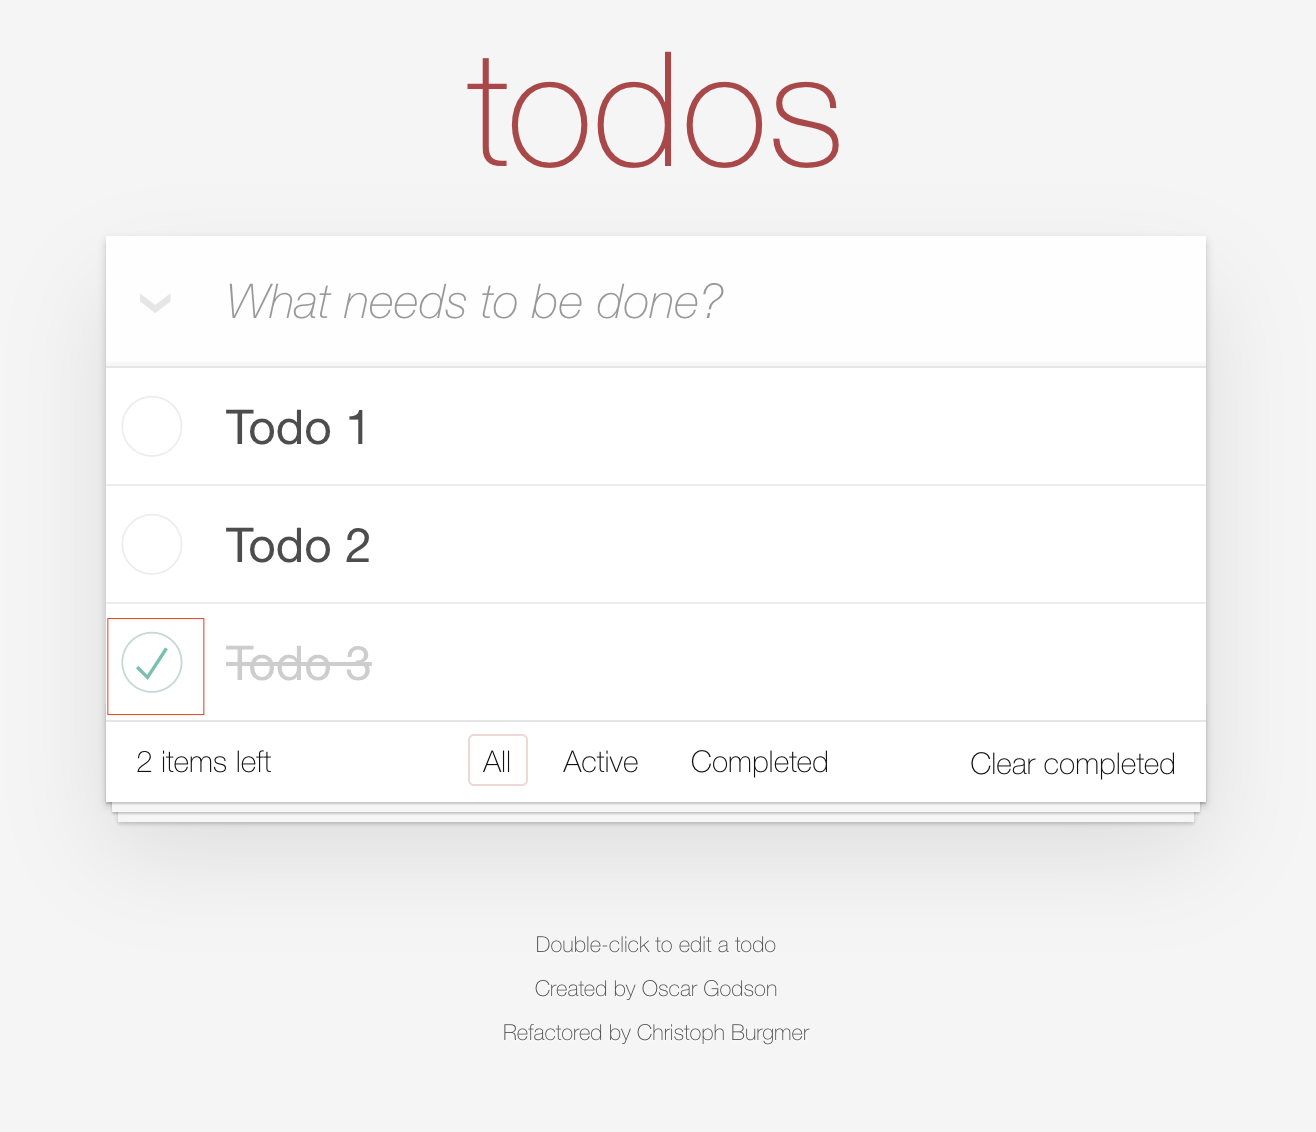 todos
What needs to be done?
Todo 1
Todo 2
Todo 3
2 items left All Active Completed Clear completed
Double-click to edit a todo
Created by Oscar Godson
Refactored by Christoph Burgmer